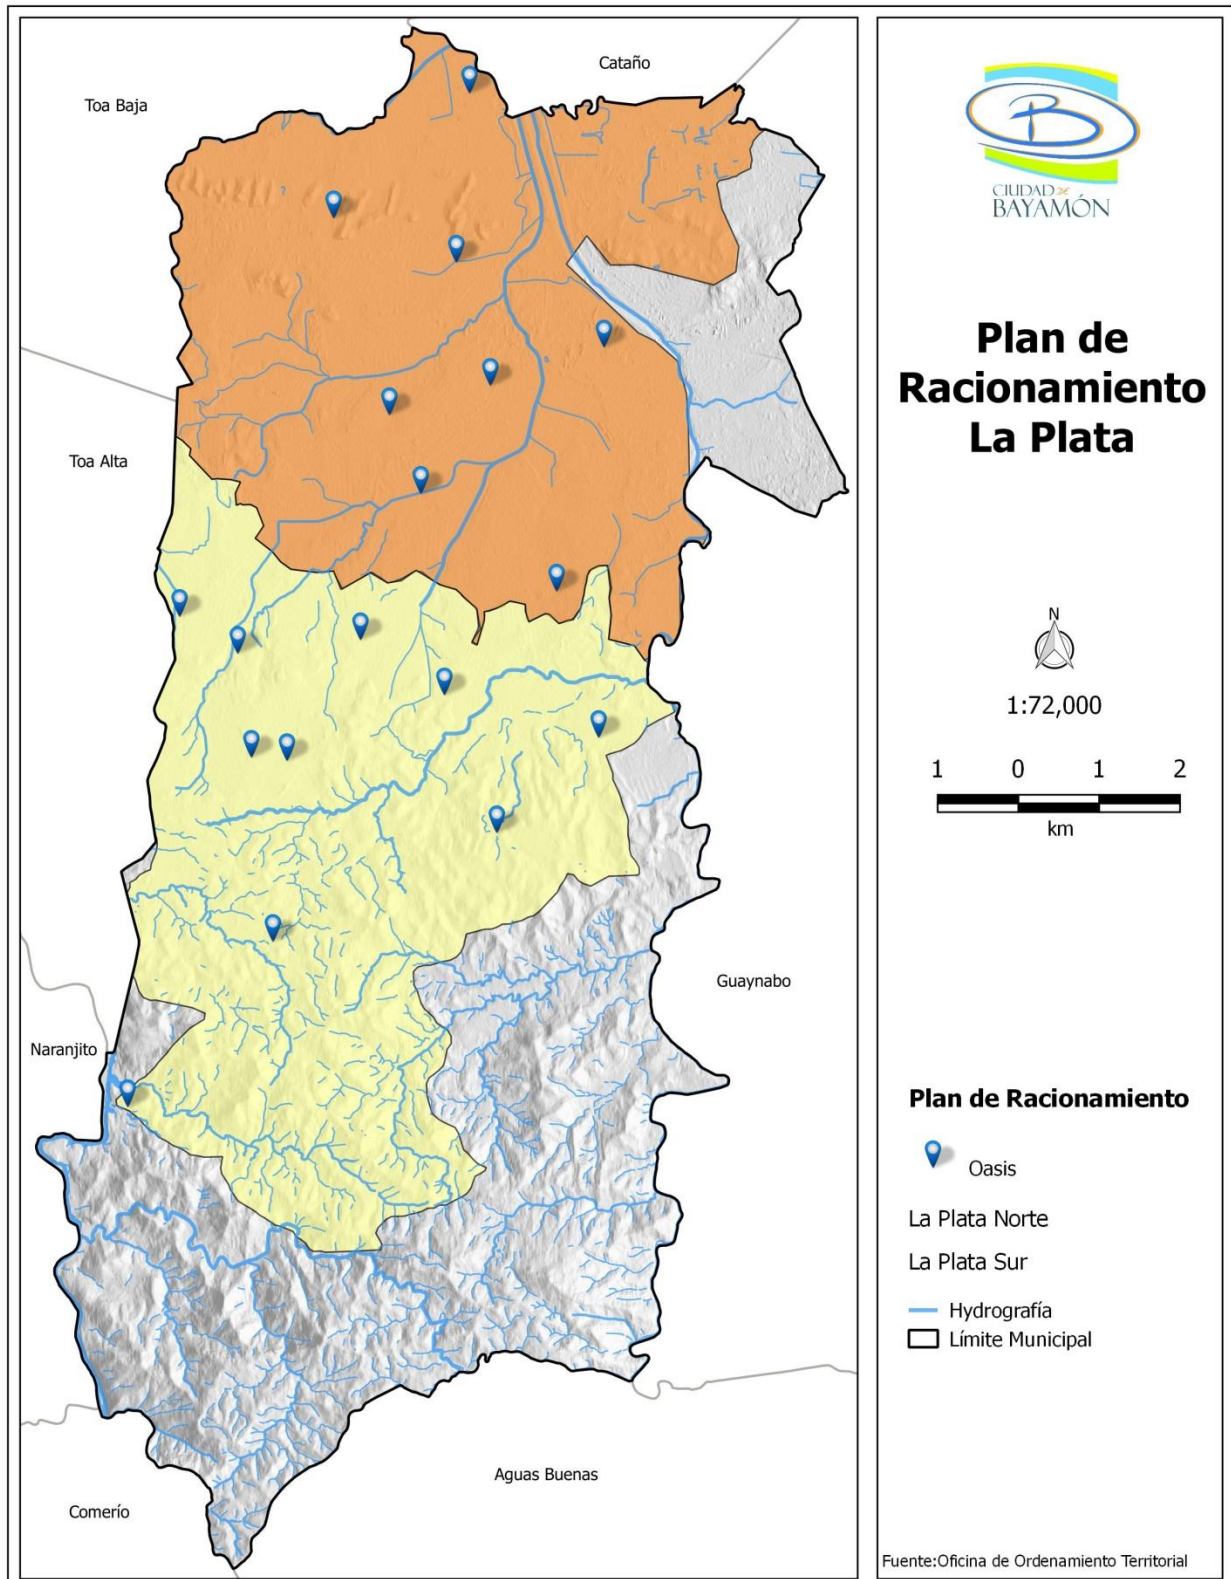 Cataño
Toa Baja
Toa Alta
Guaynabo
Naranjito
Aguas Buenas
Comerío
CIUDAD DE
BAYAMÓN
Plan de
Racionamiento
La Plata
N
1:72,000
1 0 1 2
km
Plan de Racionamiento
Oasis
La Plata Norte
La Plata Sur
Hydrografía
Límite Municipal
Fuente:Oficina de Ordenamiento Territorial